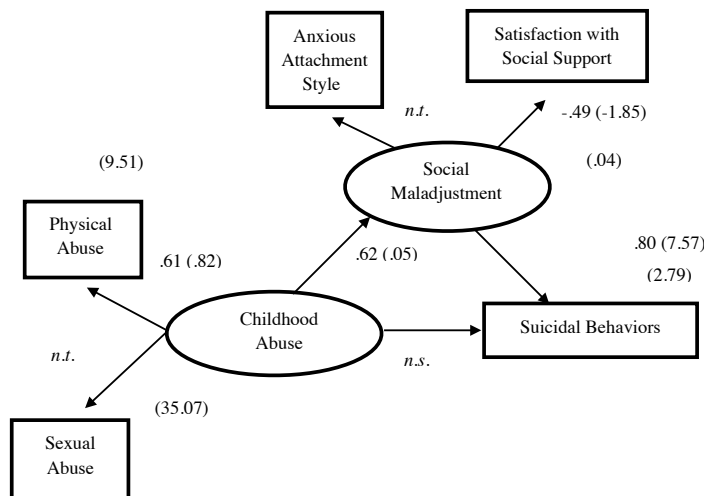 Anxious
Attachment
Style
Satisfaction with
Social Support
n.t.
-.49 (-1.85)
(9.51)
Social
Maladjustment
(.04)
Physical
Abuse
.61 (.82)
.62 (.05)
.80 (7.57)
(2.79)
Childhood
Abuse
Suicidal Behaviors
n.t.
n.s.
(35.07)
Sexual
Abuse